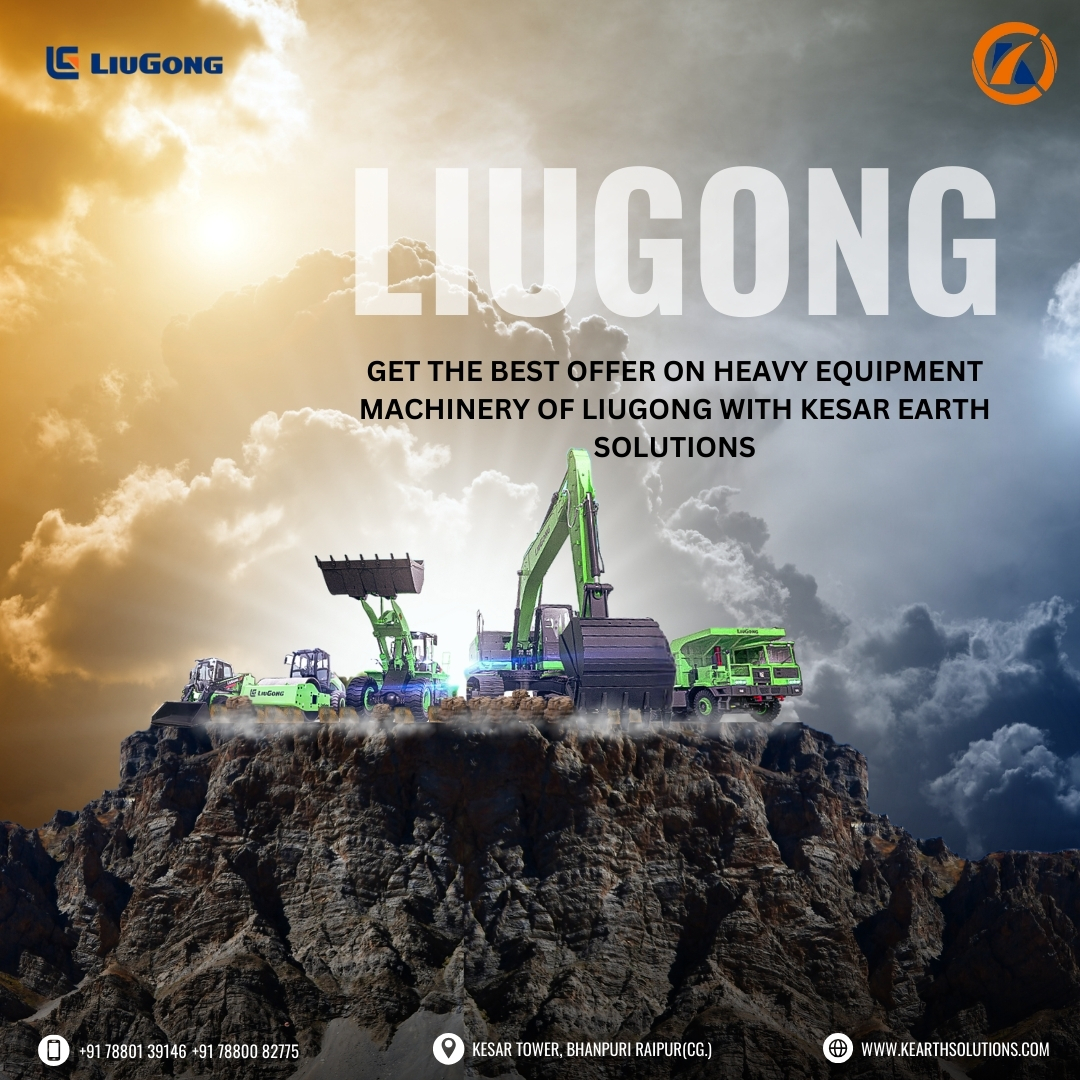 LIUGONG
LIUGONG
GET THE BEST OFFER ON HEAVY EQUIPMENT
MACHINERY OF LIUGONG WITH KESAR EARTH
SOLUTIONS
LIUGONG
LIUGONG
LIUGONG
+91 78801 39146 +91 78800 82775
KESAR TOWER, BHANPURI RAIPUR(CG.)
WWW.KEARTHSOLUTIONS.COM